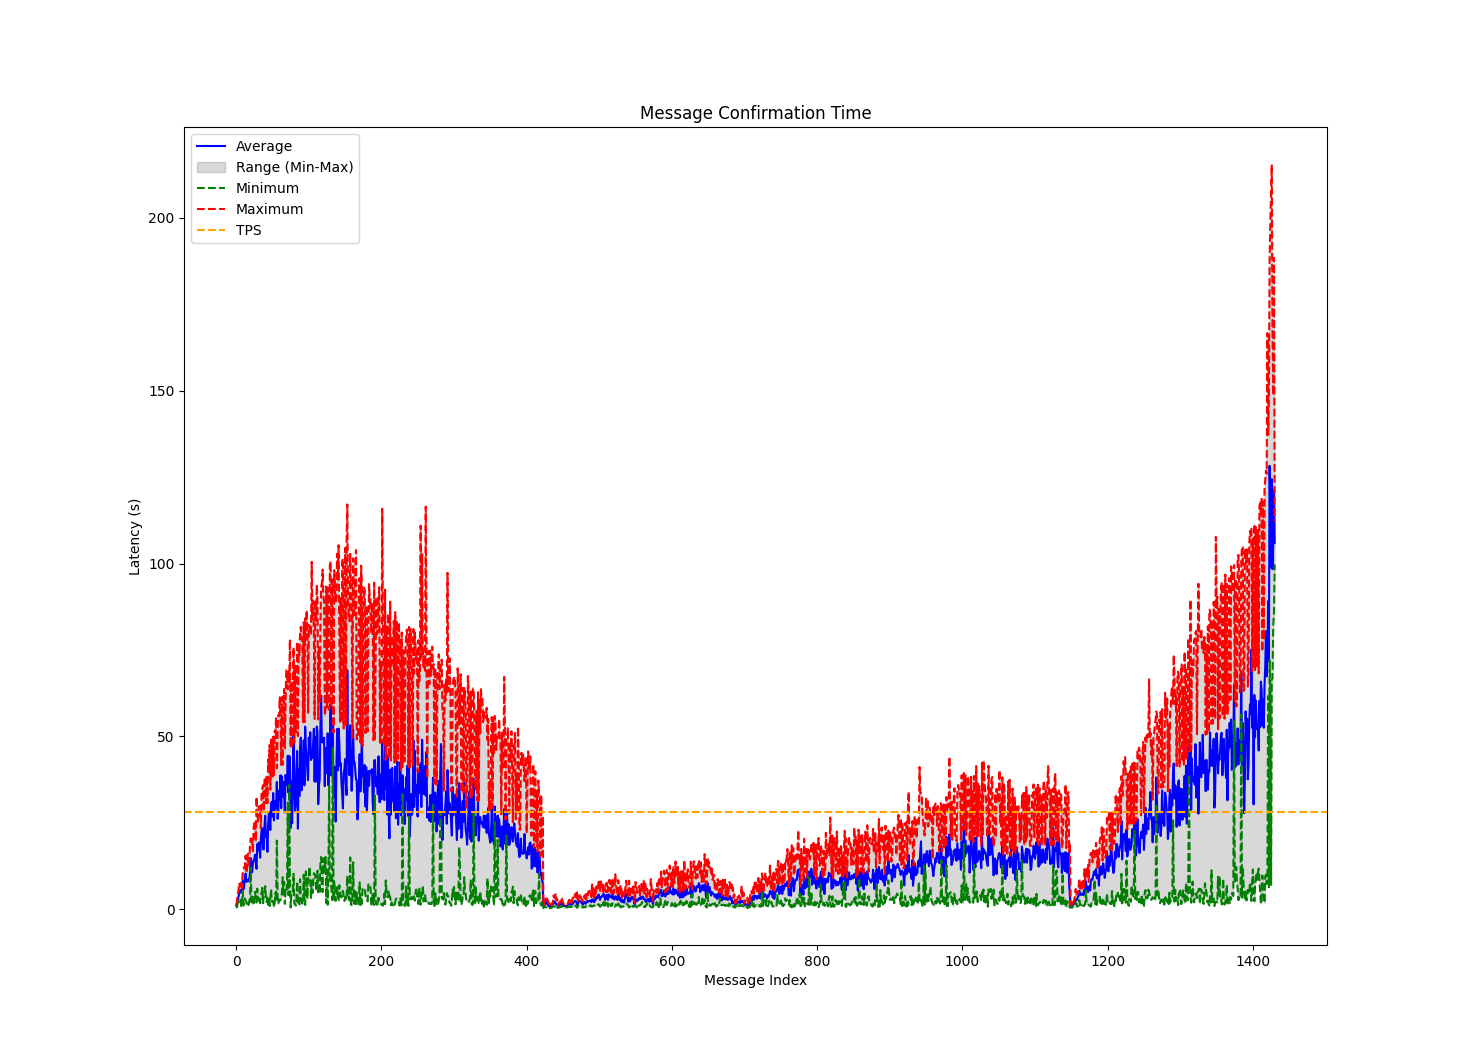 Message Confirmation Time
Average
Range (Min-Max)
Minimum
Maximum
TPS
200
150
100
50
0
Latency (s)
0 200 400 600 800 1000 1200 1400
Message Index